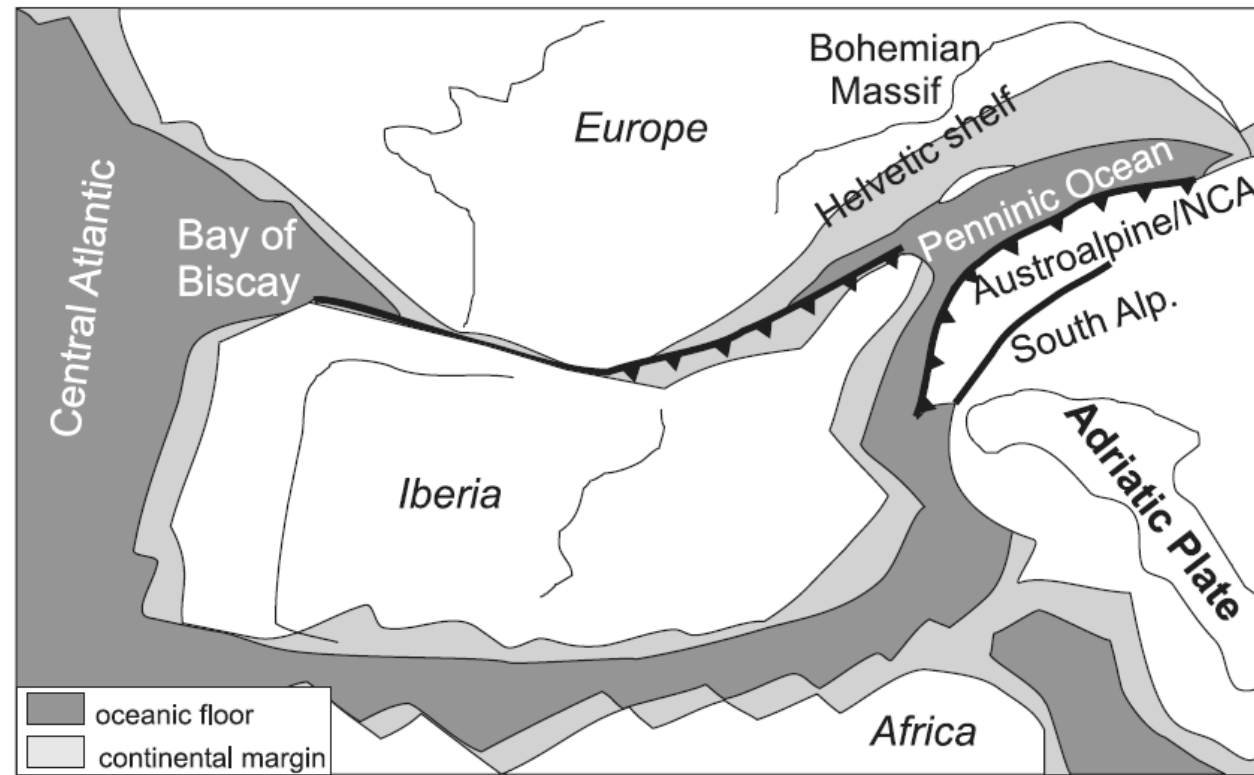 Bohemian
Massif
Europe
Helvetic shelf
Central Atlantic
Bay of
Biscay
Penninic Ocean
Austroalpine/NCA
South Alp.
Adriatic Plate
Iberia
Africa
oceanic floor
continental margin